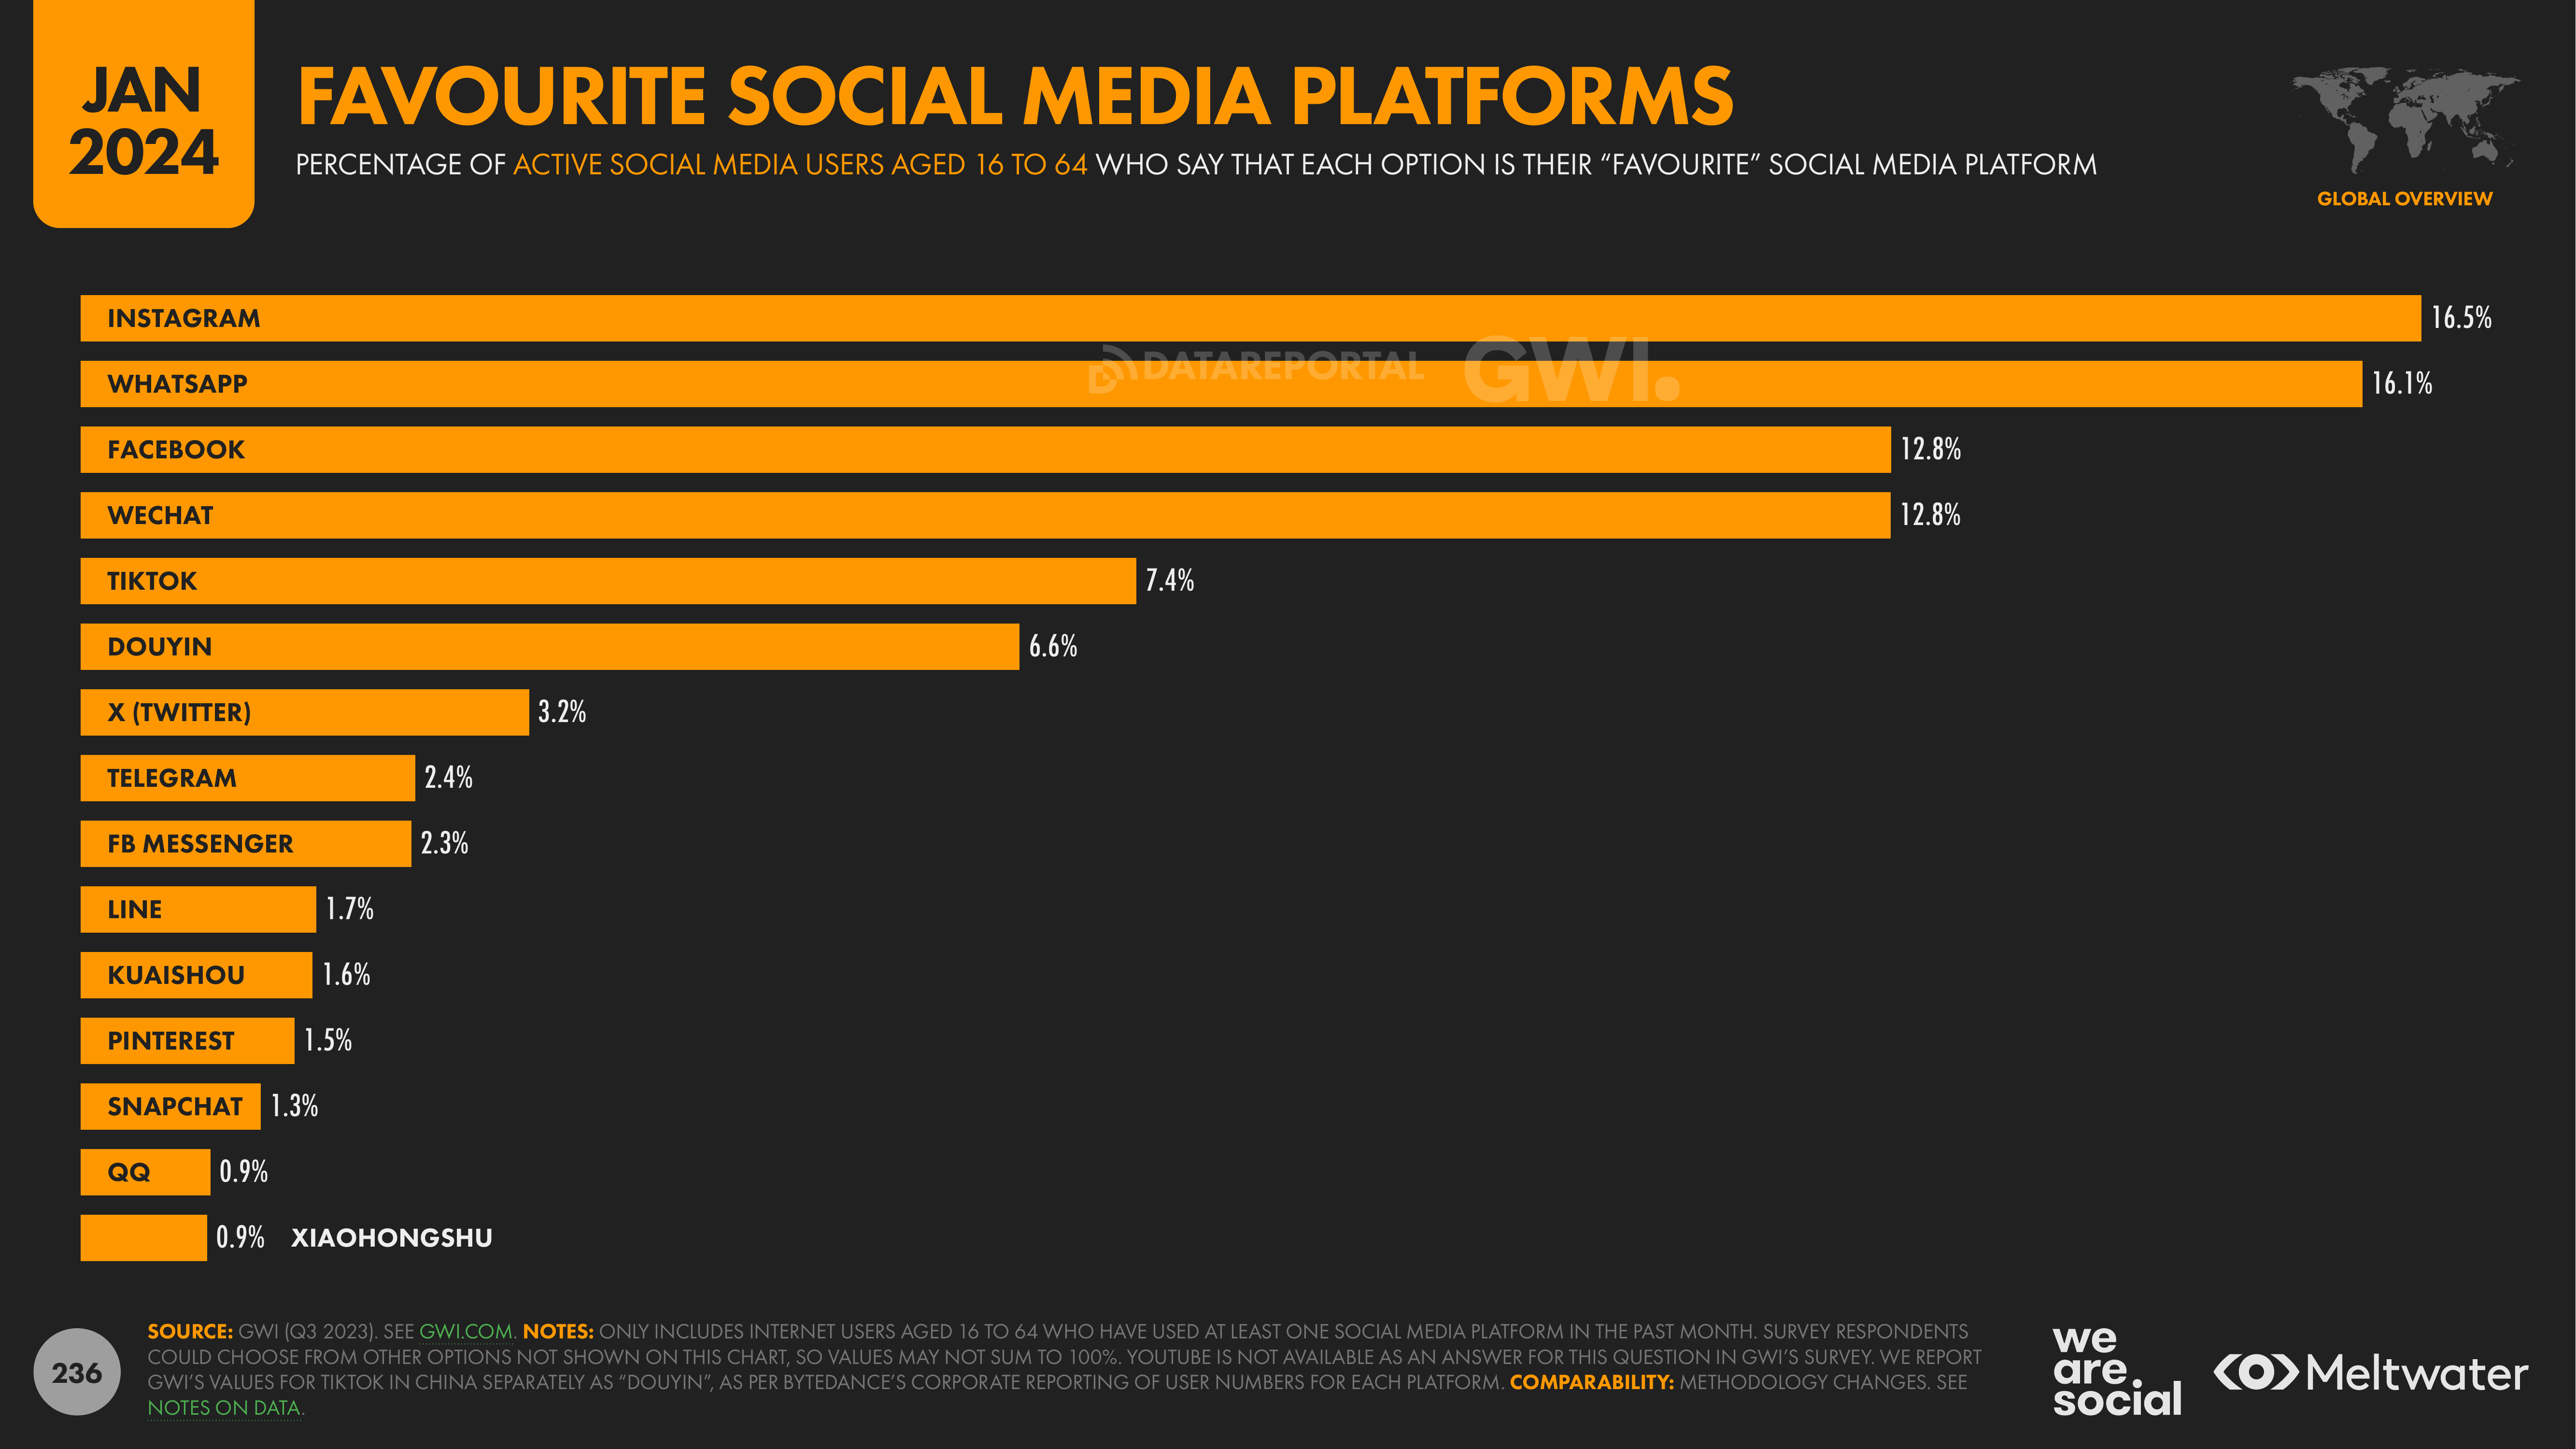 JAN
2024
FAVOURITE SOCIAL MEDIA PLATFORMS
PERCENTAGE OF ACTIVE SOCIAL MEDIA USERS AGED 16 TO 64 WHO SAY THAT EACH OPTION IS THEIR “FAVOURITE” SOCIAL MEDIA PLATFORM
GLOBAL OVERVIEW
INSTAGRAM 16.5%
DATAREPORTAL GWI.
WHATSAPP 16.1%
FACEBOOK 12.8%
WECHAT 12.8%
TIKTOK 7.4%
DOUYIN 6.6%
X (TWITTER) 3.2%
TELEGRAM 2.4%
FB MESSENGER 2.3%
LINE 1.7%
KUAISHOU 1.6%
PINTEREST 1.5%
SNAPCHAT 1.3%
QQ 0.9%
0.9% XIAOHONGSHU
236
SOURCE: GWI (Q3 2023). SEE GWI.COM. NOTES: ONLY INCLUDES INTERNET USERS AGED 16 TO 64 WHO HAVE USED AT LEAST ONE SOCIAL MEDIA PLATFORM IN THE PAST MONTH. SURVEY RESPONDENTS
COULD CHOOSE FROM OTHER OPTIONS NOT SHOWN ON THIS CHART, SO VALUES MAY NOT SUM TO 100%. YOUTUBE IS NOT AVAILABLE AS AN ANSWER FOR THIS QUESTION IN GWI’S SURVEY. WE REPORT
GWI’S VALUES FOR TIKTOK IN CHINA SEPARATELY AS “DOUYIN”, AS PER BYTEDANCE’S CORPORATE REPORTING OF USER NUMBERS FOR EACH PLATFORM. COMPARABILITY: METHODOLOGY CHANGES. SEE
NOTES ON DATA.
we
are.
social
Meltwater